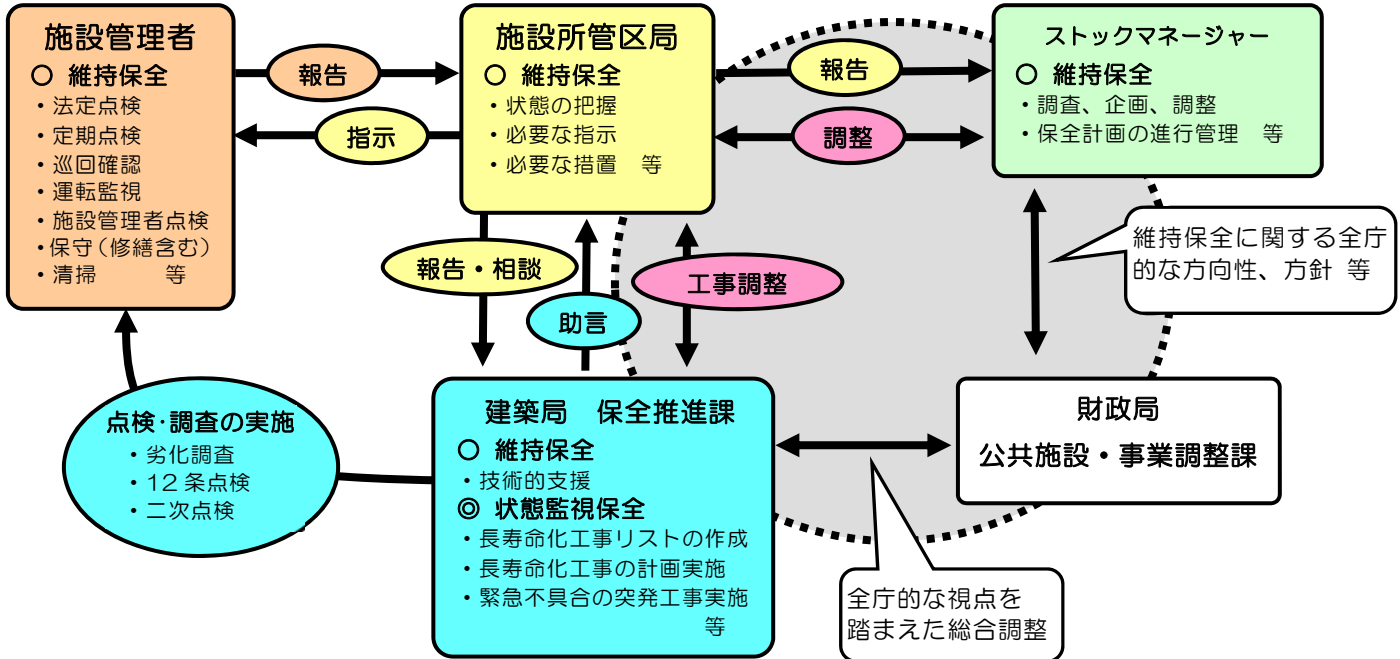 施設管理者
○ 維持保全
・法定点検
・定期点検
・巡回確認
・運転監視
・施設管理者点検
・保守（修繕含む）
・清掃　　　等
報告
指示
施設所管区局
○ 維持保全
・状態の把握
・必要な指示
・必要な措置　等
報告
調整
ストックマネージャー
○ 維持保全
・調査、企画、調整
・保全計画の進行管理　等
維持保全に関する全庁
的な方向性、方針 等
報告・相談
助言
工事調整
点検･調査の実施
・劣化調査
・12 条点検
・二次点検
建築局　保全推進課
○ 維持保全
・技術的支援
◎ 状態監視保全
・長寿命化工事リストの作成
・長寿命化工事の計画実施
・緊急不具合の突発工事実施
等
財政局
公共施設・事業調整課
全庁的な視点を
踏まえた総合調整